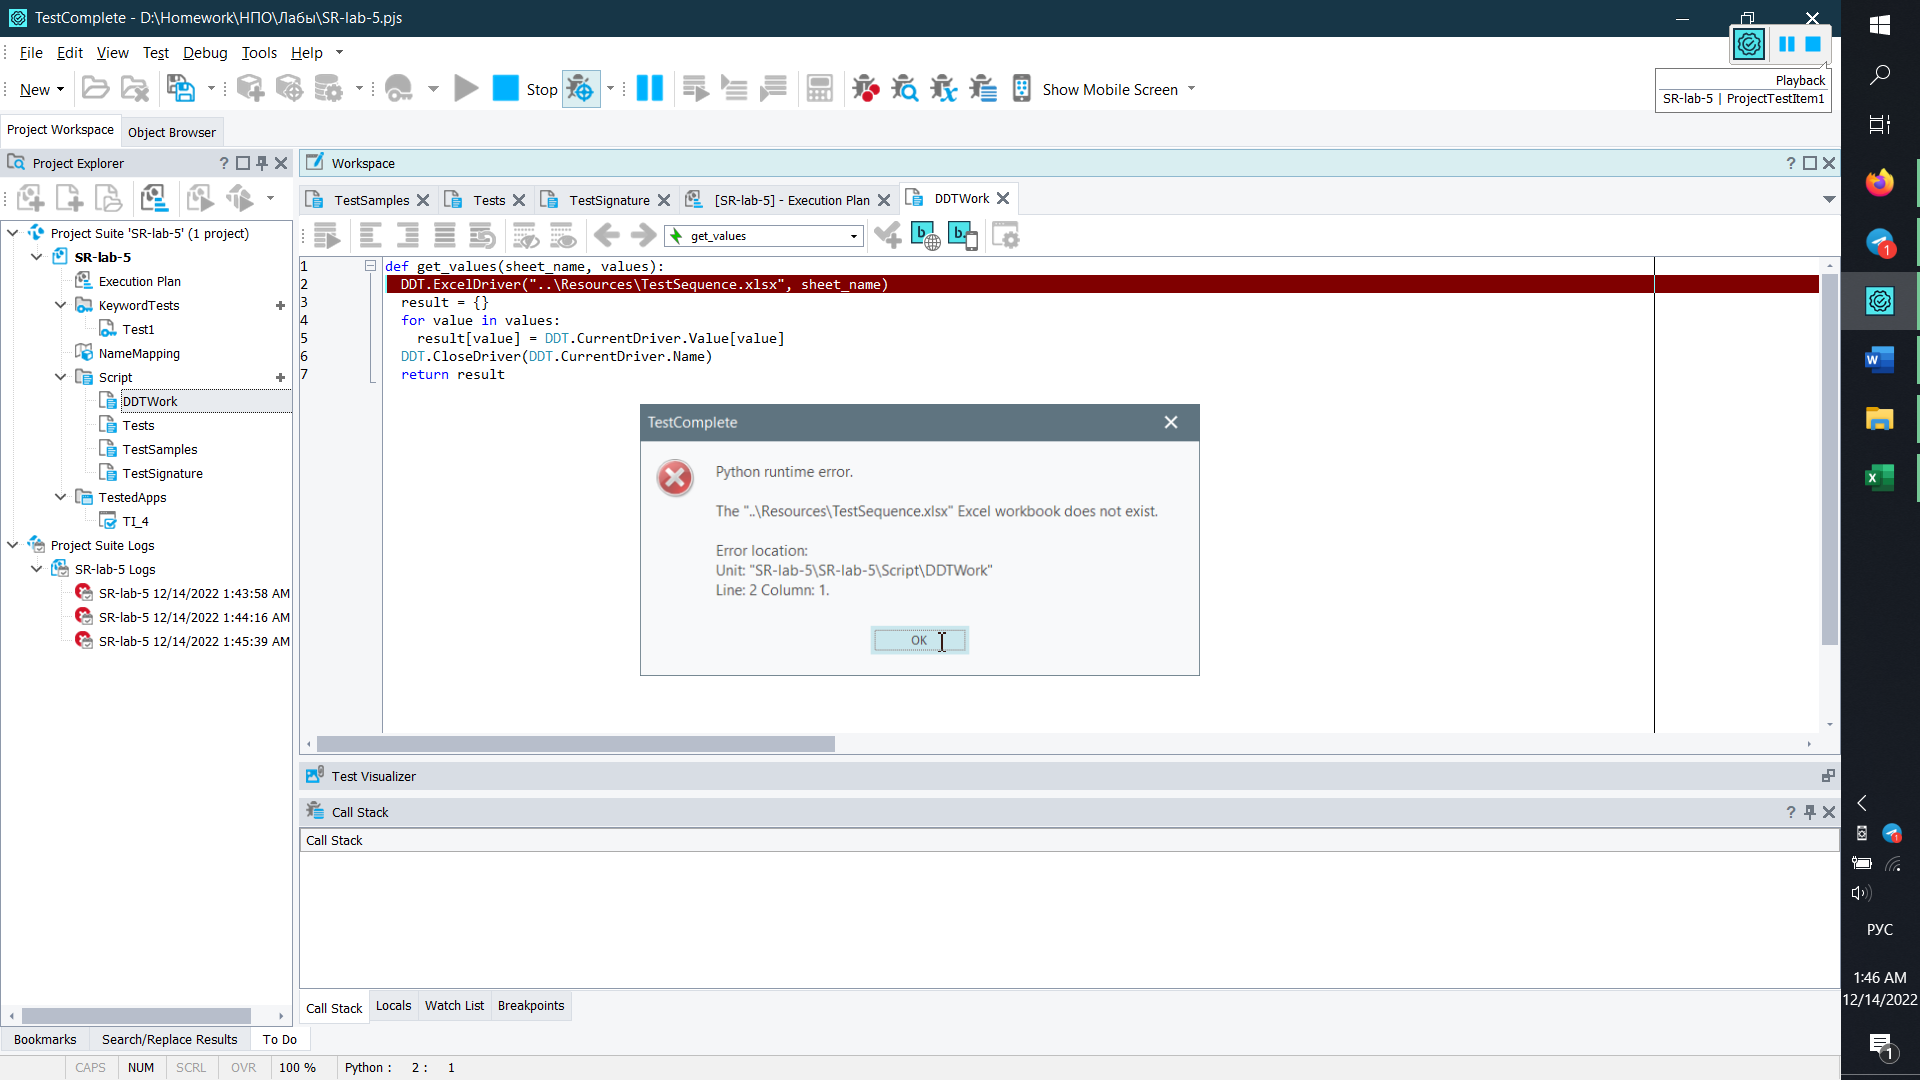 TestComplete - D:\Homework\НПО\Лабы\SR-lab-5.pjs
File Edit View Test Debug Tools Help
New Stop Show Mobile Screen
Playback
SR-lab-5 | ProjectTestItem1
Project Workspace Object Browser
Project Explorer
Workspace
TestSamples Tests TestSignature [SR-lab-5] - Execution Plan DDTWork
get_values
Project Suite 'SR-lab-5' (1 project)
SR-lab-5
Execution Plan
KeywordTests
Test1
NameMapping
Script
DDTWork
Tests
TestSamples
TestSignature
TestedApps
TI_4
Project Suite Logs
SR-lab-5 Logs
SR-lab-5 12/14/2022 1:43:58 AM
SR-lab-5 12/14/2022 1:44:16 AM
SR-lab-5 12/14/2022 1:45:39 AM
1 def get_values(sheet_name, values):
2 DDT.ExcelDriver("..\Resources\TestSequence.xlsx", sheet_name)
3 result = {}
4 for value in values:
5 result[value] = DDT.CurrentDriver.Value[value]
6 DDT.CloseDriver(DDT.CurrentDriver.Name)
7 return result
TestComplete
Python runtime error.
The "..\Resources\TestSequence.xlsx" Excel workbook does not exist.
Error location:
Unit: "SR-lab-5\SR-lab-5\Script\DDTWork"
Line: 2 Column: 1.
OK
Test Visualizer
Call Stack
Call Stack
Call Stack Locals Watch List Breakpoints
Bookmarks Search/Replace Results To Do
CAPS NUM SCRL OVR 100 % Python : 2 : 1
1
РУС
1:46 AM
12/14/2022
1